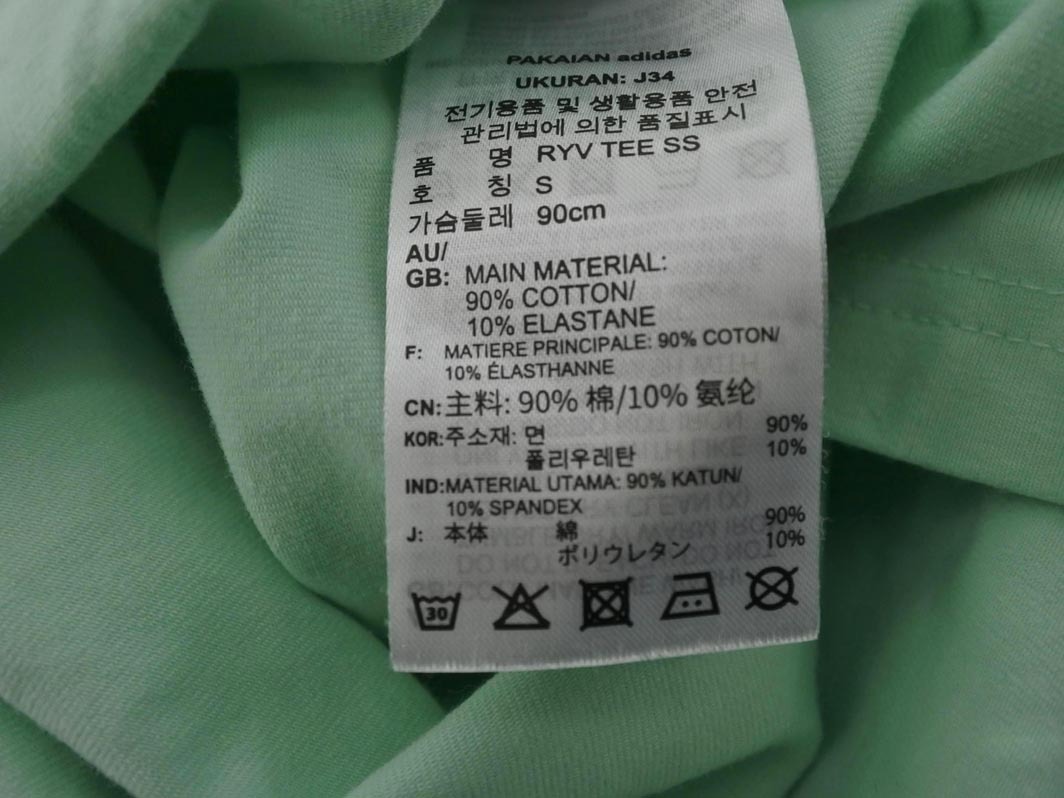 PAKAIAN adidas
UKURAN: J34
전기용품 및 생활용품 안전
관리법에 의한 품질표시
품 명 RYV TEE SS
호 칭 S
가슴둘레 90cm
AU/
GB: MAIN MATERIAL:
90% COTTON/
10% ELASTANE
F: MATIERE PRINCIPALE: 90% COTON/
10% ÉLASTHANNE
CN: 主料: 90% 棉/10% 氨纶
KOR: 주소재: 면 90%
폴리우레탄 10%
IND: MATERIAL UTAMA: 90% KATUN/
10% SPANDEX
J: 本体 綿 90%
ポリウレタン 10%
30